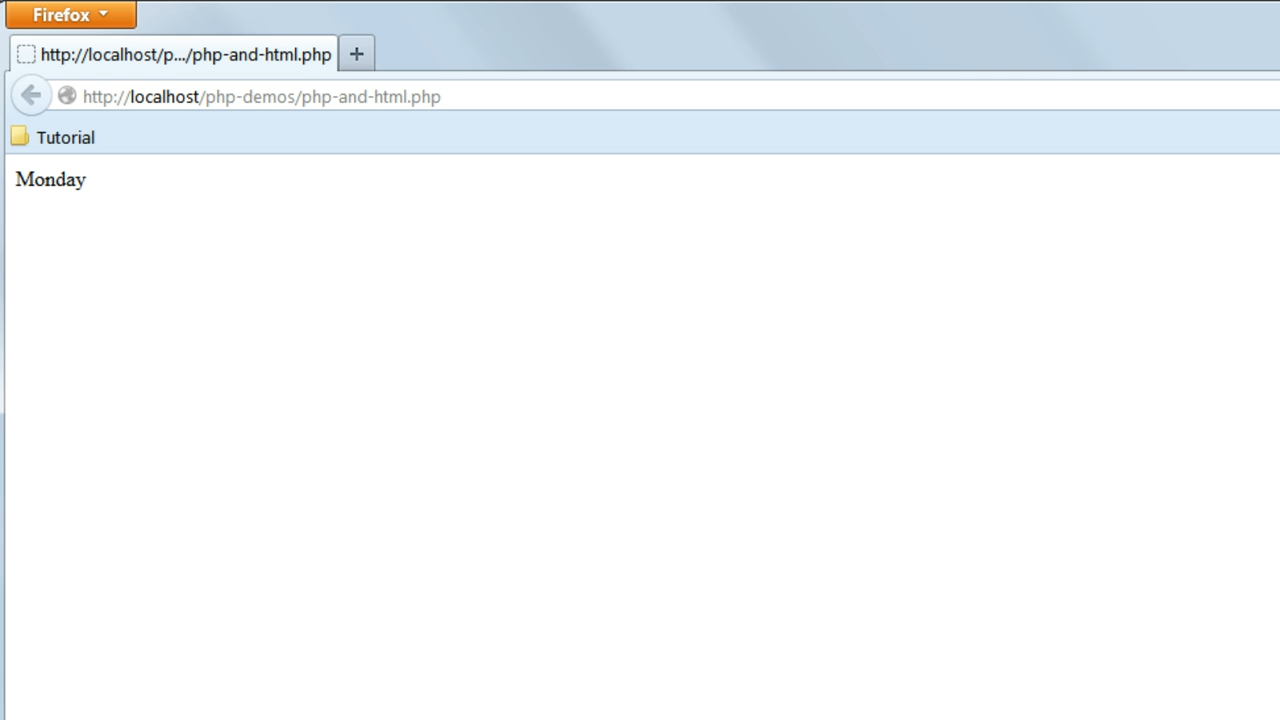 Firefox
http://localhost/p.../php-and-html.php
http://localhost/php-demos/php-and-html.php
Tutorial
Monday